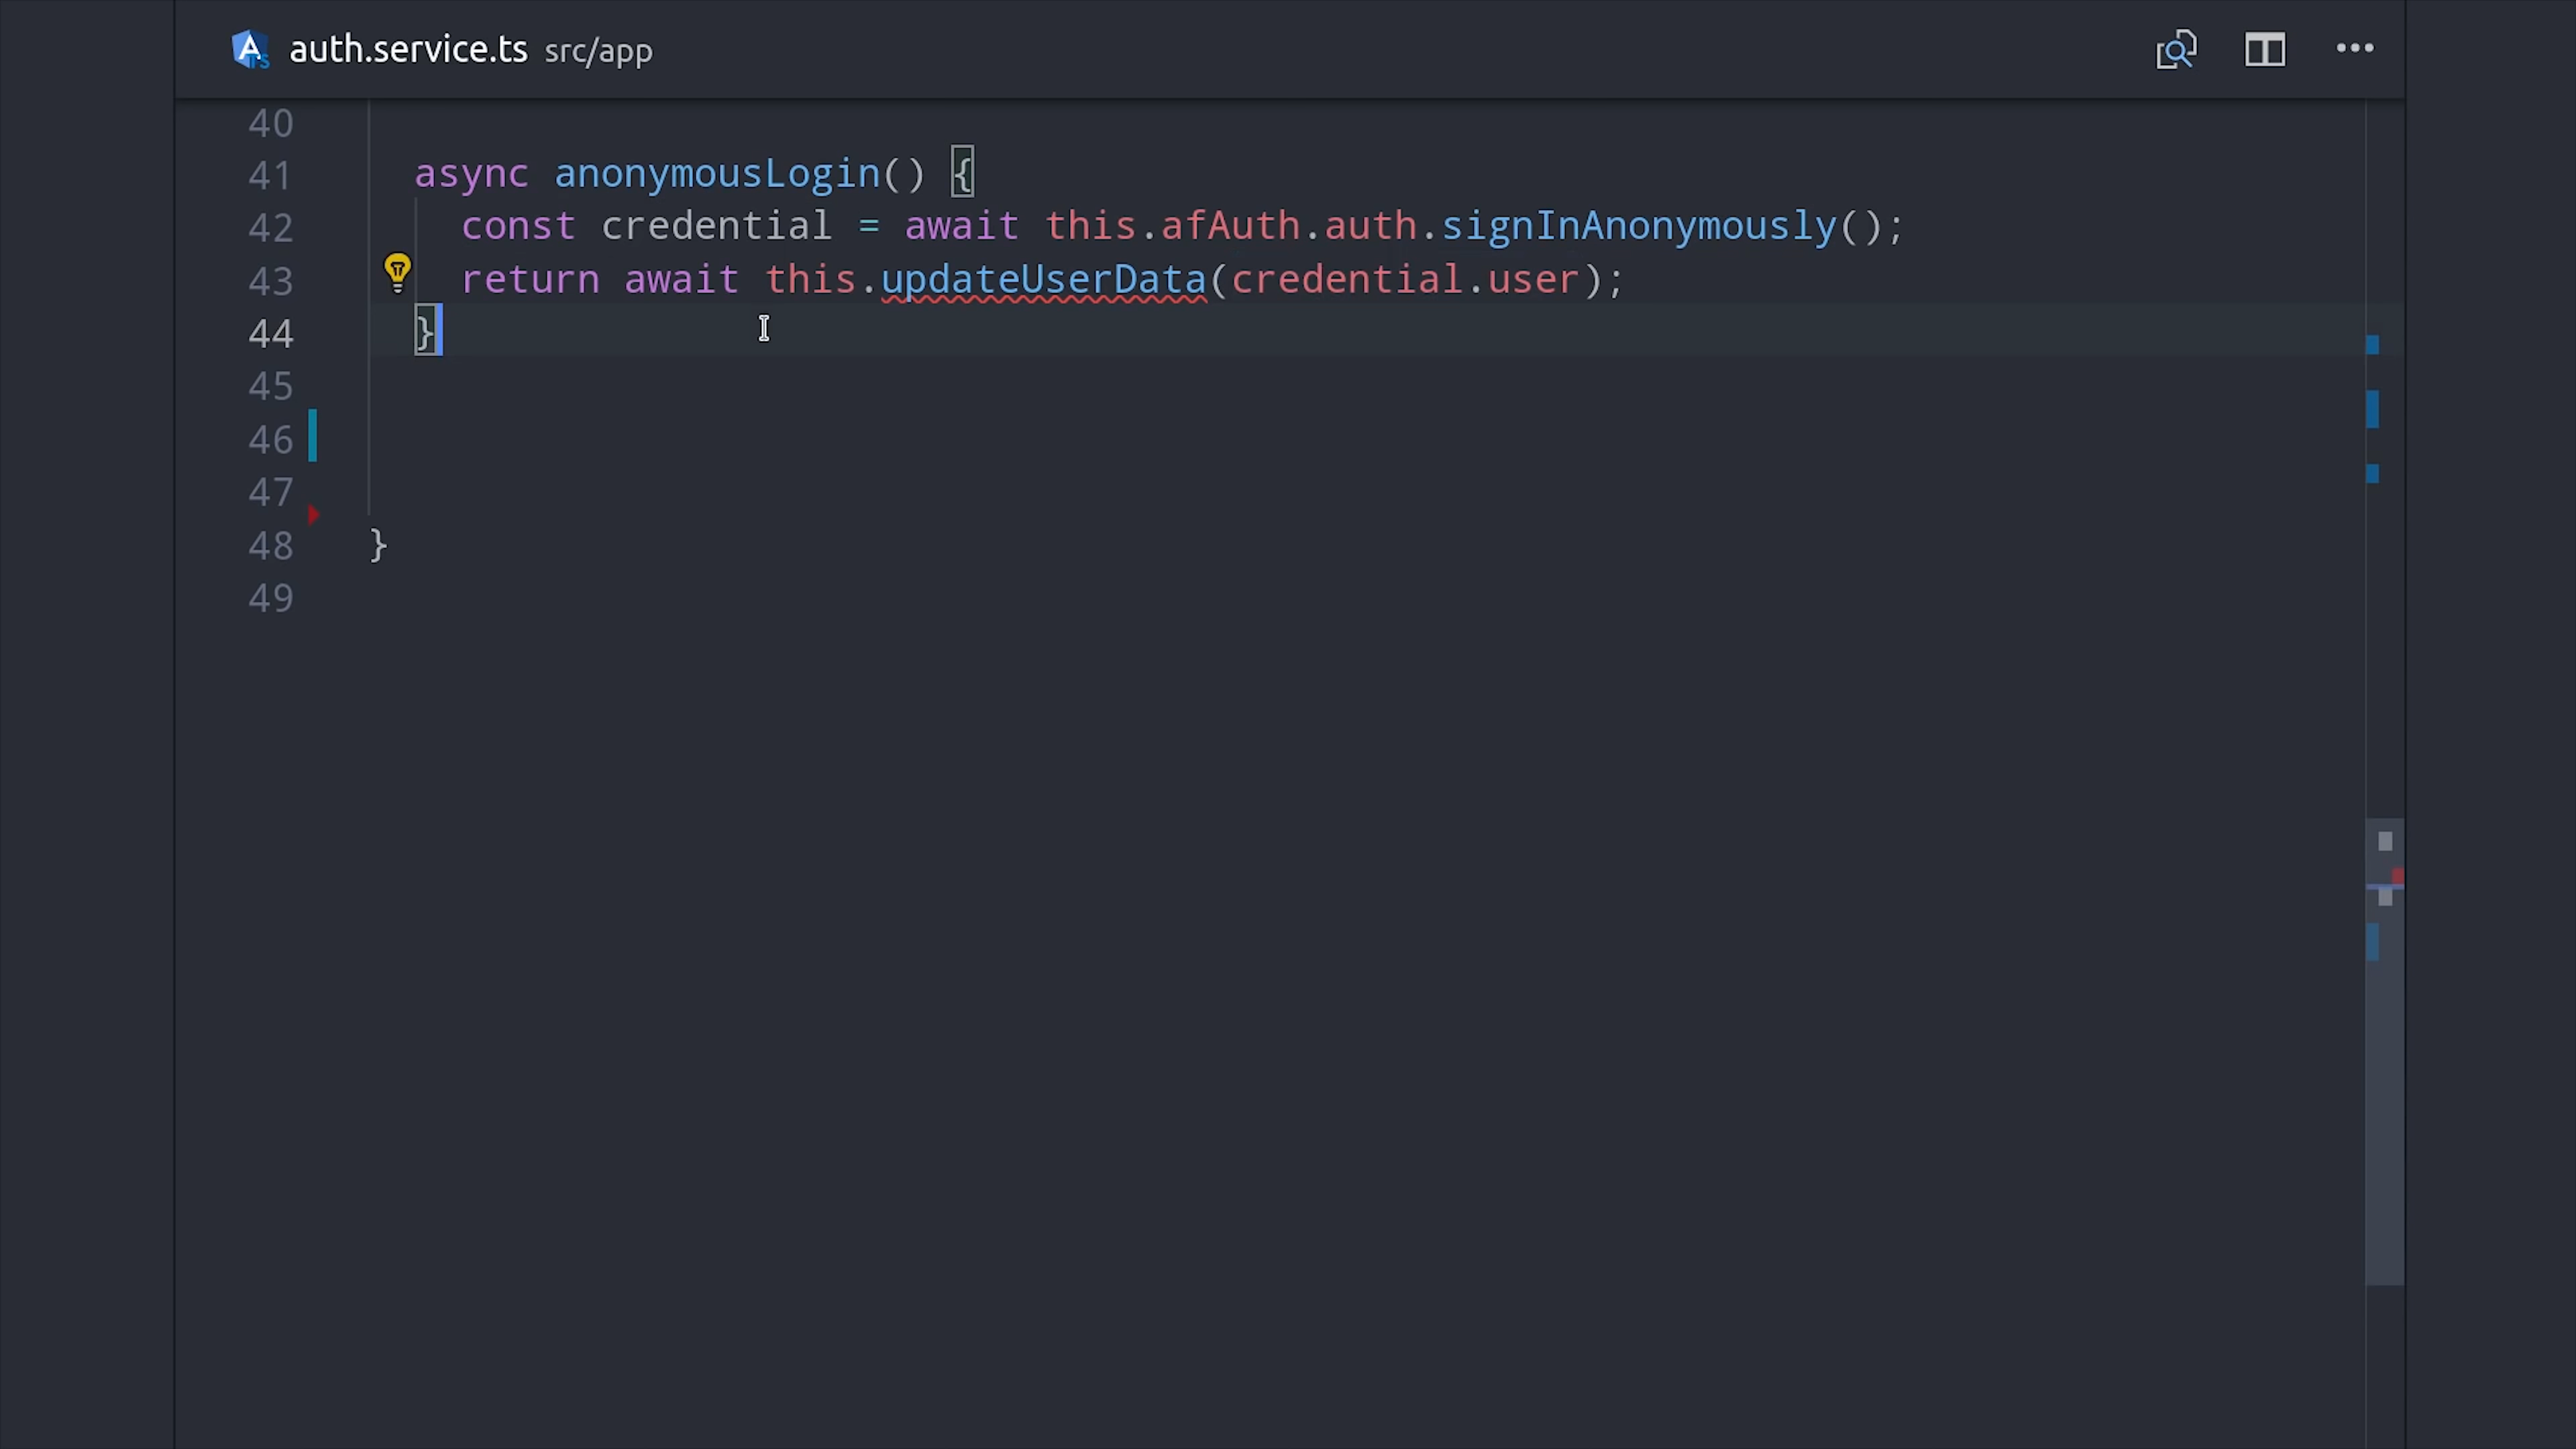 auth.service.ts src/app
40
41 async anonymousLogin() {
42 const credential = await this.afAuth.auth.signInAnonymously();
43 return await this.updateUserData(credential.user);
44 }
45
46
47
48 }
49